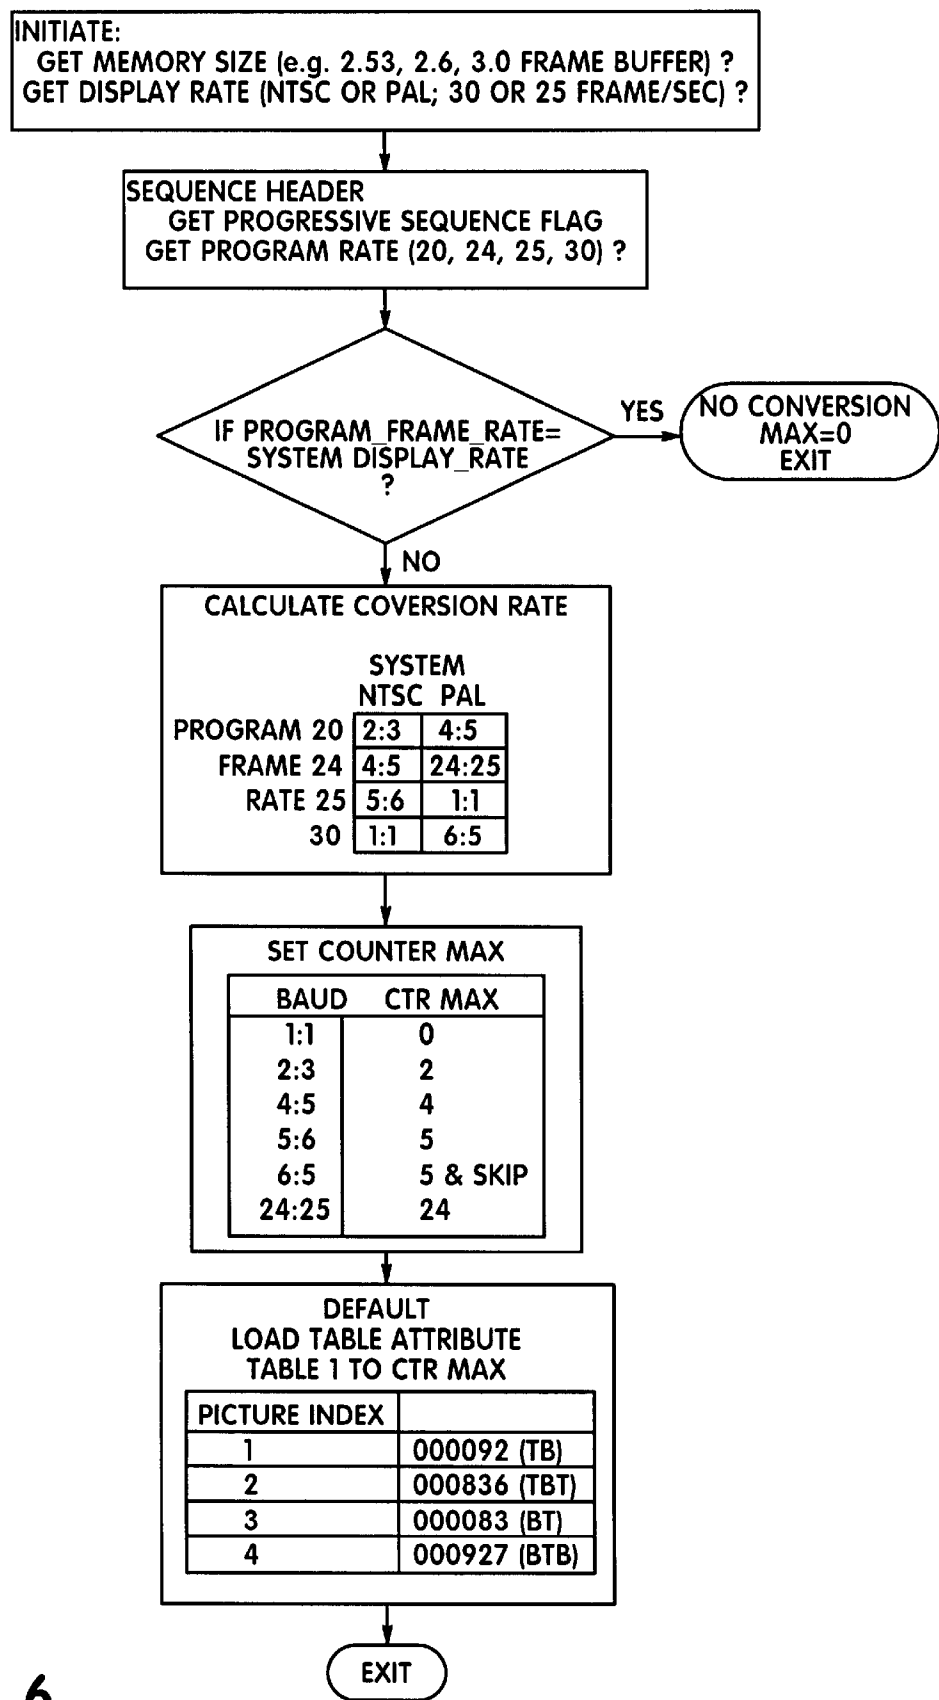 INITIATE:
GET MEMORY SIZE (e.g. 2.53, 2.6, 3.0 FRAME BUFFER) ?
GET DISPLAY RATE (NTSC OR PAL; 30 OR 25 FRAME/SEC) ?
SEQUENCE HEADER
GET PROGRESSIVE SEQUENCE FLAG
GET PROGRAM RATE (20, 24, 25, 30) ?
IF PROGRAM_FRAME_RATE=
SYSTEM DISPLAY_RATE
?
YES
NO CONVERSION
MAX=0
EXIT
NO
CALCULATE COVERSION RATE
SYSTEM
NTSC PAL
PROGRAM 20 2:3 4:5
FRAME 24 4:5 24:25
RATE 25 5:6 1:1
30 1:1 6:5
SET COUNTER MAX
BAUD CTR MAX
1:1 0
2:3 2
4:5 4
5:6 5
6:5 5 & SKIP
24:25 24
DEFAULT
LOAD TABLE ATTRIBUTE
TABLE 1 TO CTR MAX
PICTURE INDEX
1 000092 (TB)
2 000836 (TBT)
3 000083 (BT)
4 000927 (BTB)
EXIT
6